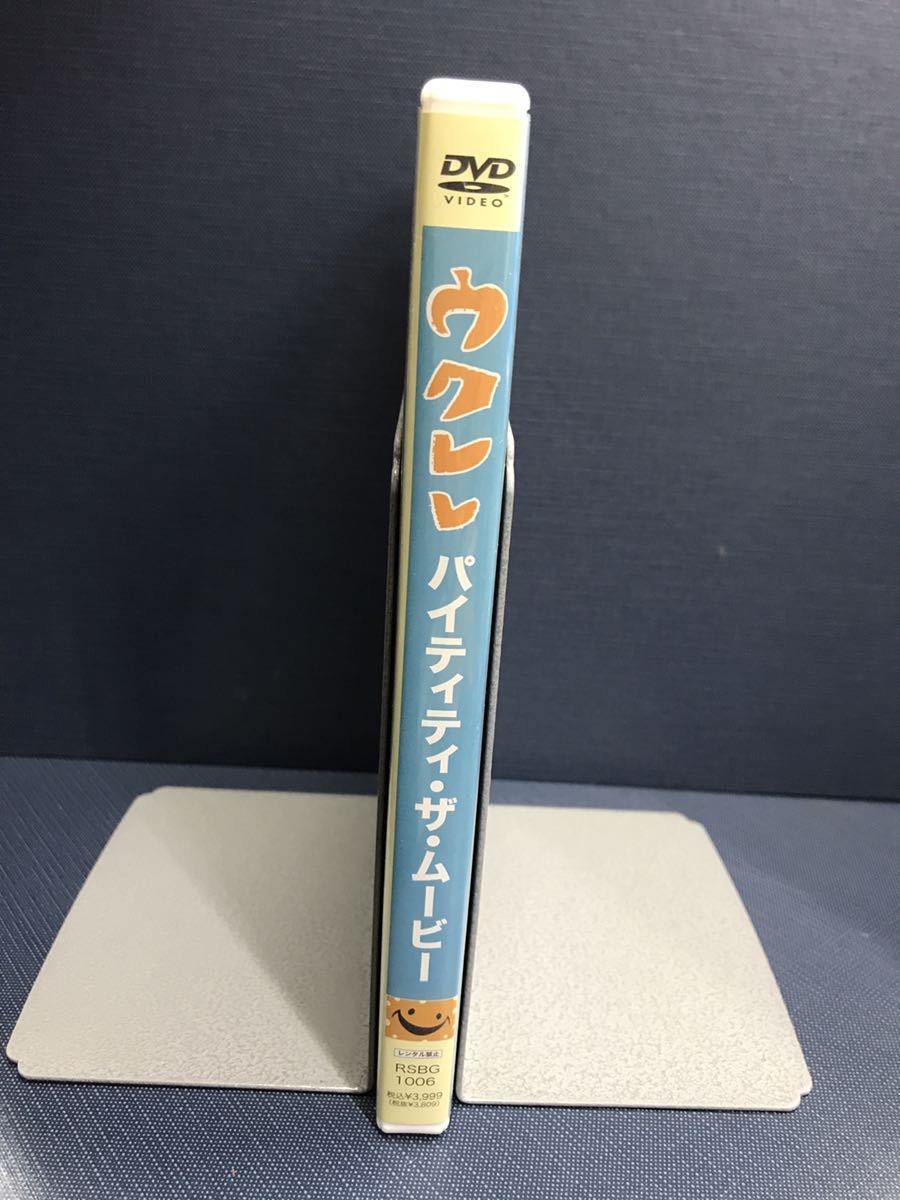 DVD
VIDEO™
ウクレレ
パイティティ・ザ・ムービー
レンタル禁止
RSBG
1006
税込¥3,999
(税抜¥3,809)